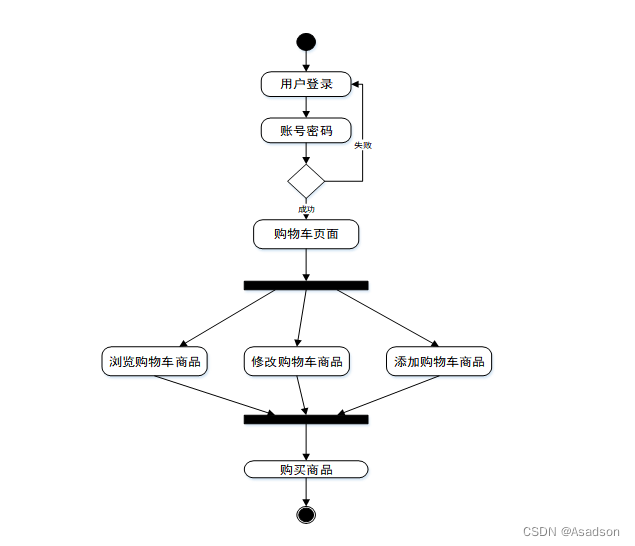 用户登录
账号密码
失败
成功
购物车页面
浏览购物车商品
修改购物车商品
添加购物车商品
购买商品
CSDN @Asadson